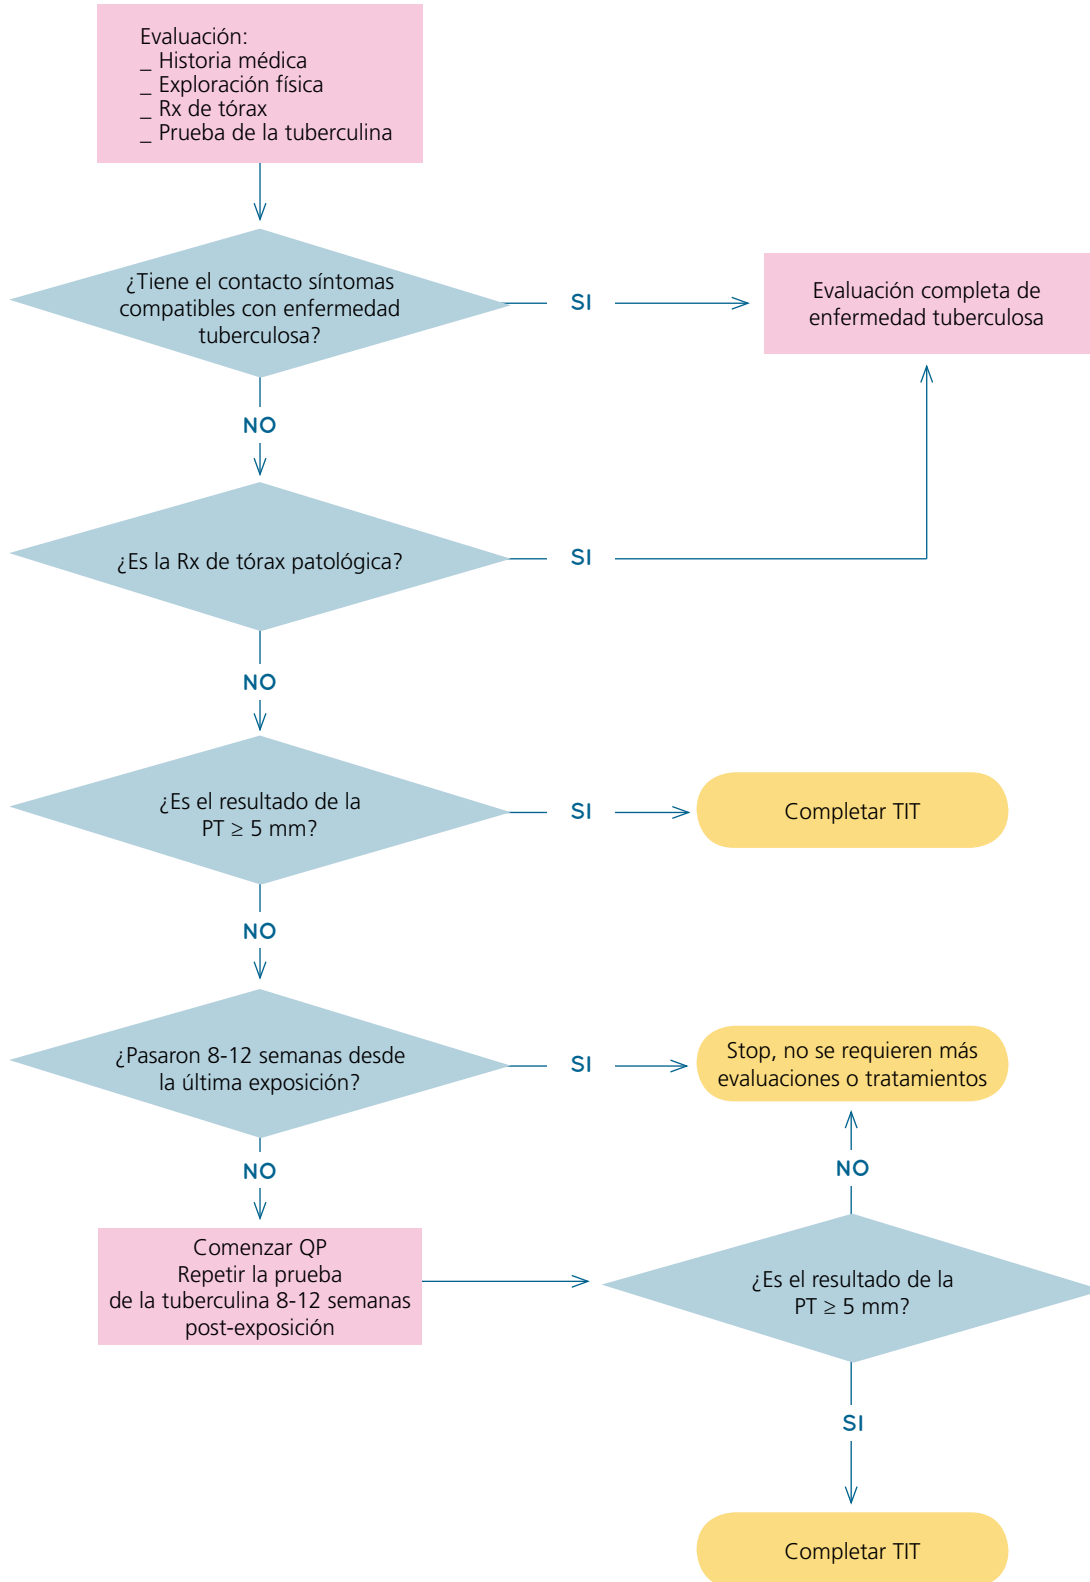 Evaluación:
_ Historia médica
_ Exploración física
_ Rx de tórax
_ Prueba de la tuberculina
¿Tiene el contacto síntomas
compatibles con enfermedad
tuberculosa?
SI
Evaluación completa de
enfermedad tuberculosa
NO
¿Es la Rx de tórax patológica?
SI
NO
¿Es el resultado de la
PT ≥ 5 mm?
SI
Completar TIT
NO
¿Pasaron 8-12 semanas desde
la última exposición?
SI
Stop, no se requieren más
evaluaciones o tratamientos
NO
NO
Comenzar QP
Repetir la prueba
de la tuberculina 8-12 semanas
post-exposición
¿Es el resultado de la
PT ≥ 5 mm?
SI
Completar TIT